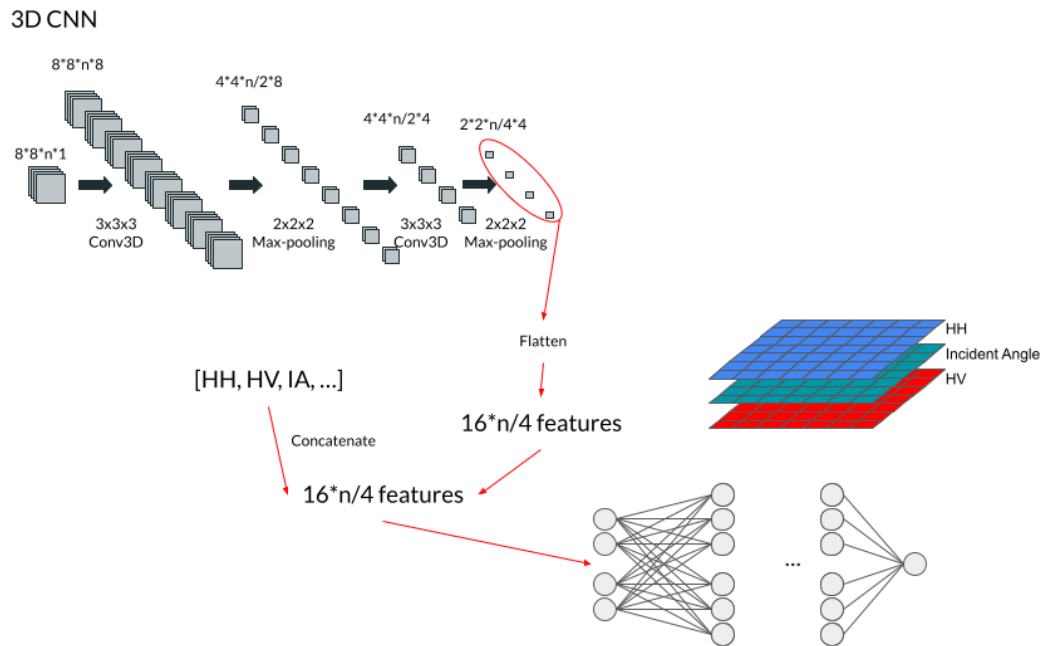 3D CNN
8*8*n*8
4*4*n/2*8
4*4*n/2*4
2*2*n/4*4
8*8*n*1
3x3x3
Conv3D
2x2x2
Max-pooling
3x3x3
Conv3D
2x2x2
Max-pooling
Flatten
HH
Incident Angle
HV
[HH, HV, IA, ...]
16*n/4 features
Concatenate
16*n/4 features
...